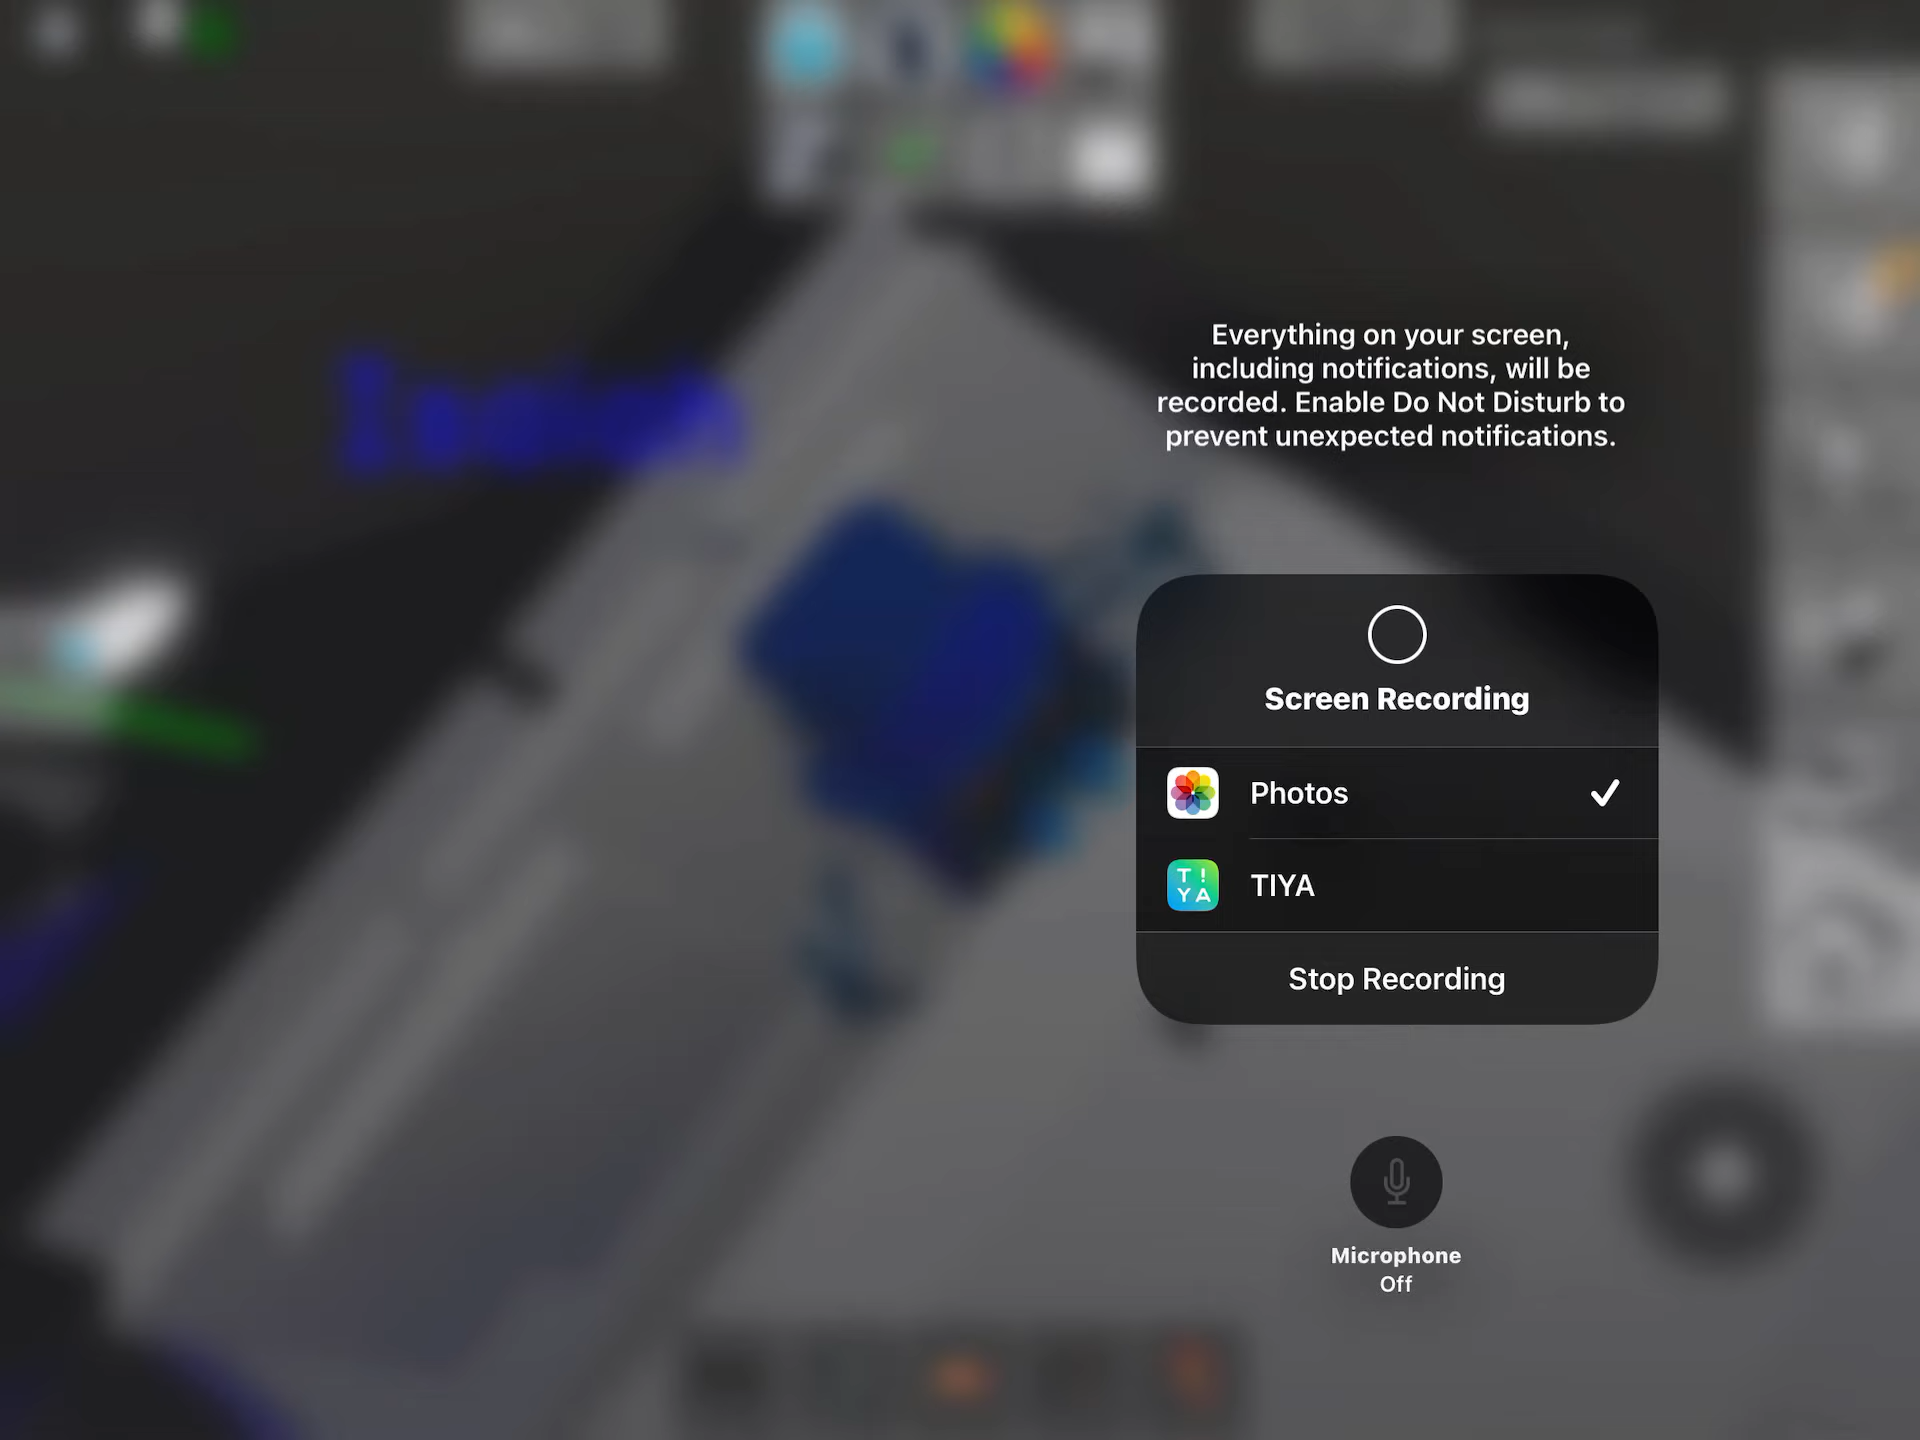 Everything on your screen,
including notifications, will be
recorded. Enable Do Not Disturb to
prevent unexpected notifications.
Screen Recording
Photos
T!
YA
TIYA
Stop Recording
Microphone
Off